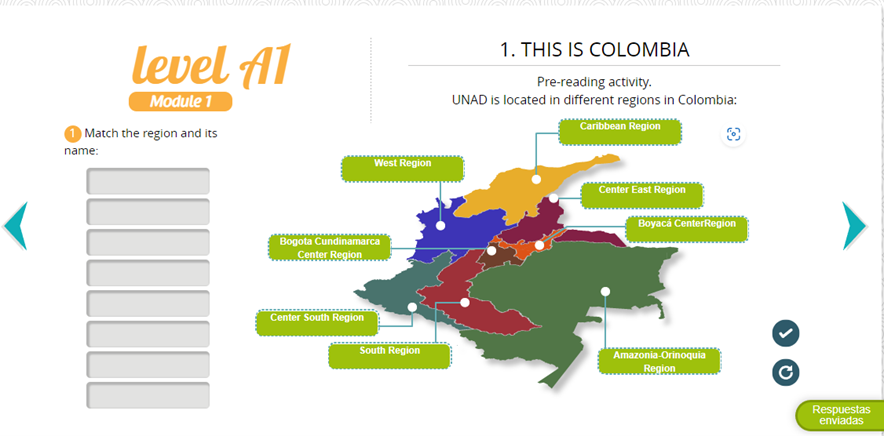 level A1
Module 1
1 Match the region and its
name:
1. THIS IS COLOMBIA
Pre-reading activity.
UNAD is located in different regions in Colombia:
Caribbean Region
West Region
Center East Region
Boyacá CenterRegion
Bogota Cundinamarca
Center Region
Center South Region
South Region
Amazonia-Orinoquia
Region
Respuestas
enviadas